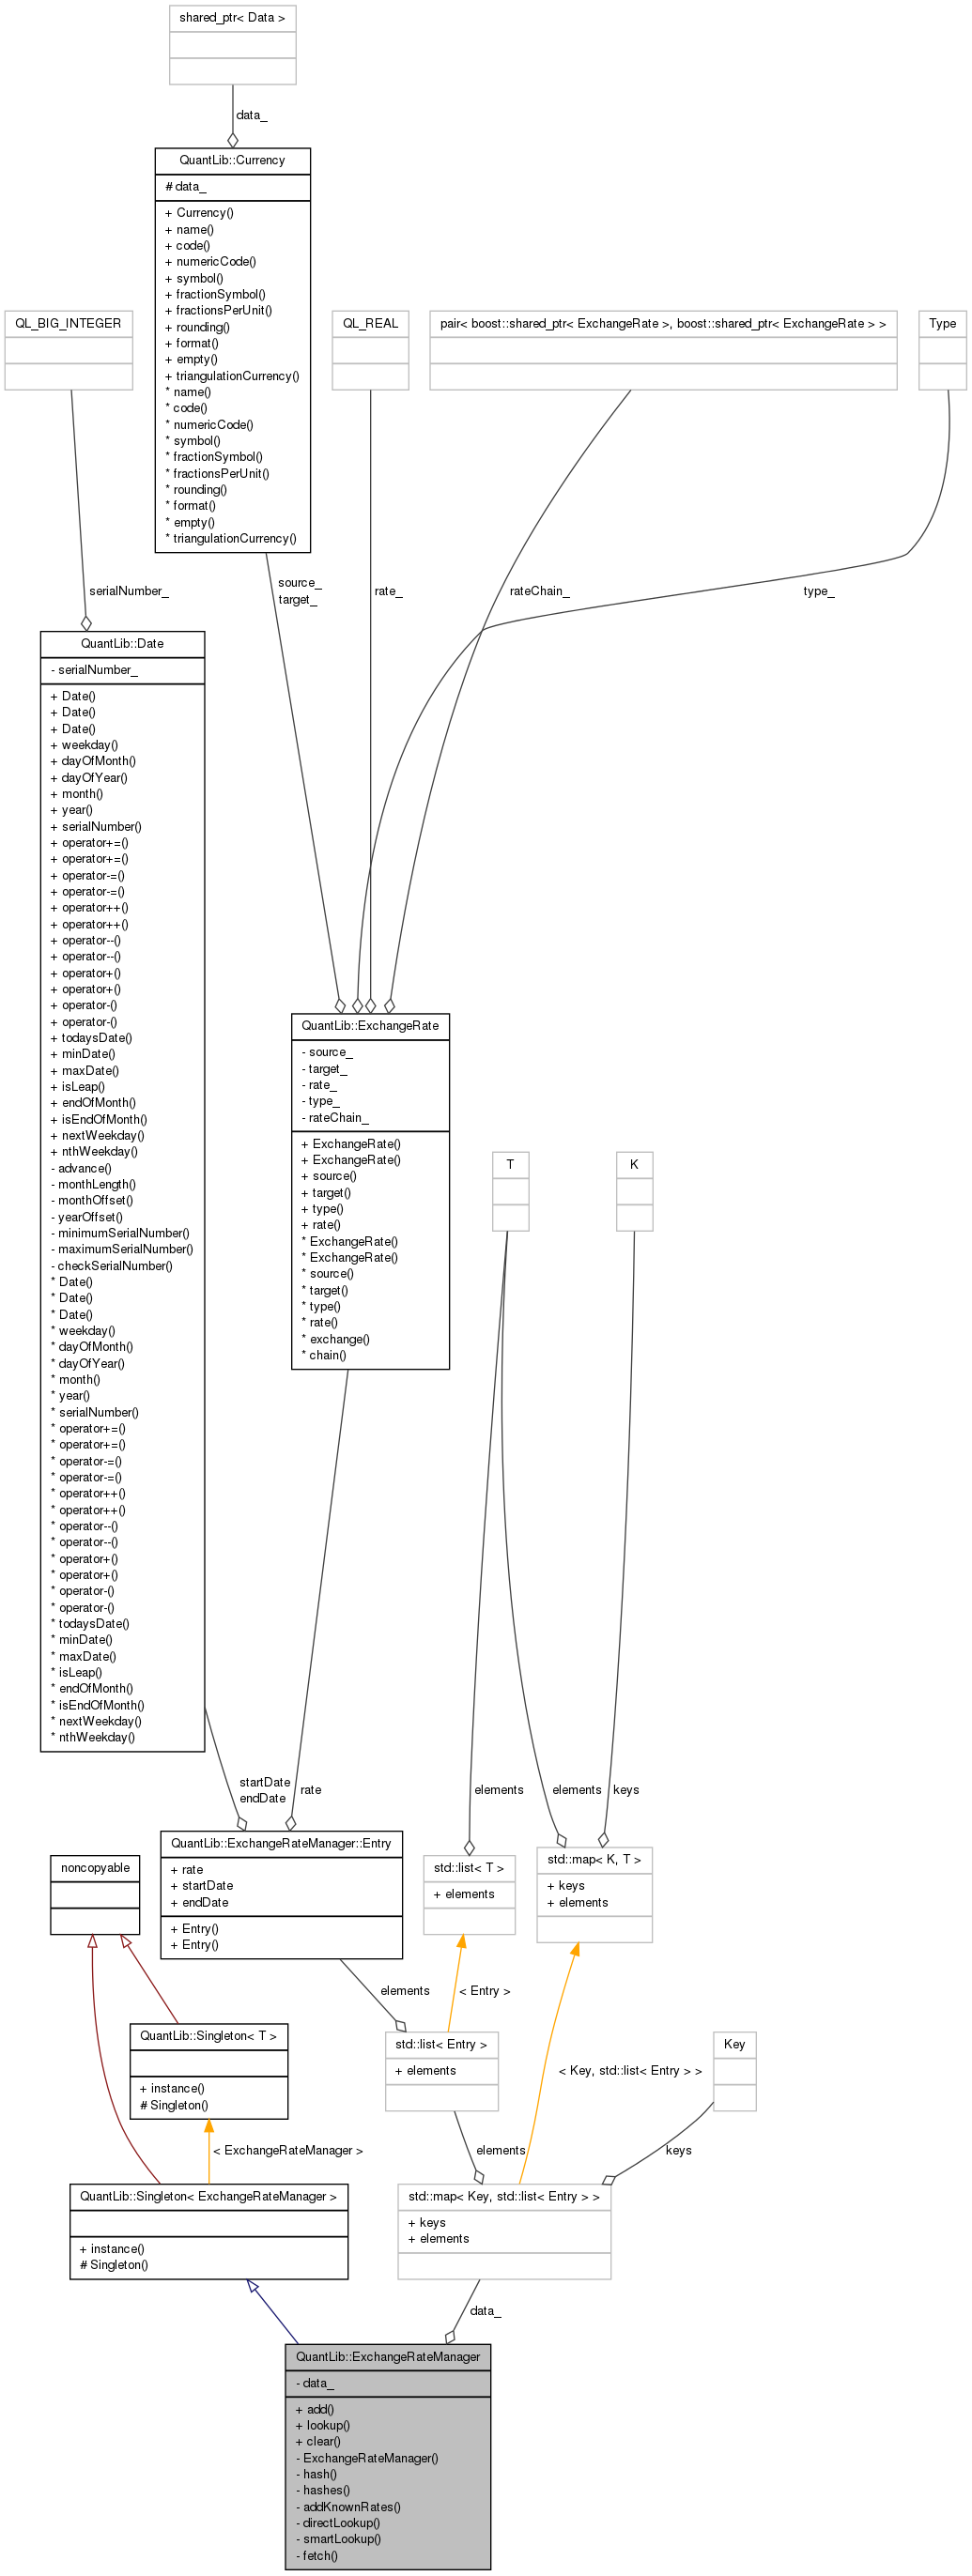 shared_ptr< Data >
data_
QuantLib::Currency
# data_
+ Currency()
+ name()
+ code()
+ numericCode()
+ symbol()
+ fractionSymbol()
+ fractionsPerUnit()
+ rounding()
+ format()
+ empty()
+ triangulationCurrency()
* name()
* code()
* numericCode()
* symbol()
* fractionSymbol()
* fractionsPerUnit()
* rounding()
* format()
* empty()
* triangulationCurrency()
QL_BIG_INTEGER
QL_REAL
pair< boost::shared_ptr< ExchangeRate >, boost::shared_ptr< ExchangeRate > >
Type
serialNumber_
source_
target_
rate_
rateChain_
type_
QuantLib::Date
- serialNumber_
+ Date()
+ Date()
+ Date()
+ weekday()
+ dayOfMonth()
+ dayOfYear()
+ month()
+ year()
+ serialNumber()
+ operator+=()
+ operator+=()
+ operator-=()
+ operator-=()
+ operator++()
+ operator++()
+ operator--()
+ operator--()
+ operator+()
+ operator+()
+ operator-()
+ operator-()
+ todaysDate()
+ minDate()
+ maxDate()
+ isLeap()
+ endOfMonth()
+ isEndOfMonth()
+ nextWeekday()
+ nthWeekday()
- advance()
- monthLength()
- monthOffset()
- yearOffset()
- minimumSerialNumber()
- maximumSerialNumber()
- checkSerialNumber()
* Date()
* Date()
* Date()
* weekday()
* dayOfMonth()
* dayOfYear()
* month()
* year()
* serialNumber()
* operator+=()
* operator+=()
* operator-=()
* operator-=()
* operator++()
* operator++()
* operator--()
* operator--()
* operator+()
* operator+()
* operator-()
* operator-()
* todaysDate()
* minDate()
* maxDate()
* isLeap()
* endOfMonth()
* isEndOfMonth()
* nextWeekday()
* nthWeekday()
QuantLib::ExchangeRate
- source_
- target_
- rate_
- type_
- rateChain_
+ ExchangeRate()
+ ExchangeRate()
+ source()
+ target()
+ type()
+ rate()
* ExchangeRate()
* ExchangeRate()
* source()
* target()
* type()
* rate()
* exchange()
* chain()
T
K
startDate
endDate
rate
elements
elements
keys
QuantLib::ExchangeRateManager::Entry
+ rate
+ startDate
+ endDate
+ Entry()
+ Entry()
noncopyable
std::list< T >
+ elements
std::map< K, T >
+ keys
+ elements
elements
< Entry >
QuantLib::Singleton< T >
+ instance()
# Singleton()
std::list< Entry >
+ elements
< Key, std::list< Entry > >
Key
< ExchangeRateManager >
elements
keys
QuantLib::Singleton< ExchangeRateManager >
+ instance()
# Singleton()
std::map< Key, std::list< Entry > >
+ keys
+ elements
data_
QuantLib::ExchangeRateManager
- data_
+ add()
+ lookup()
+ clear()
- ExchangeRateManager()
- hash()
- hashes()
- addKnownRates()
- directLookup()
- smartLookup()
- fetch()